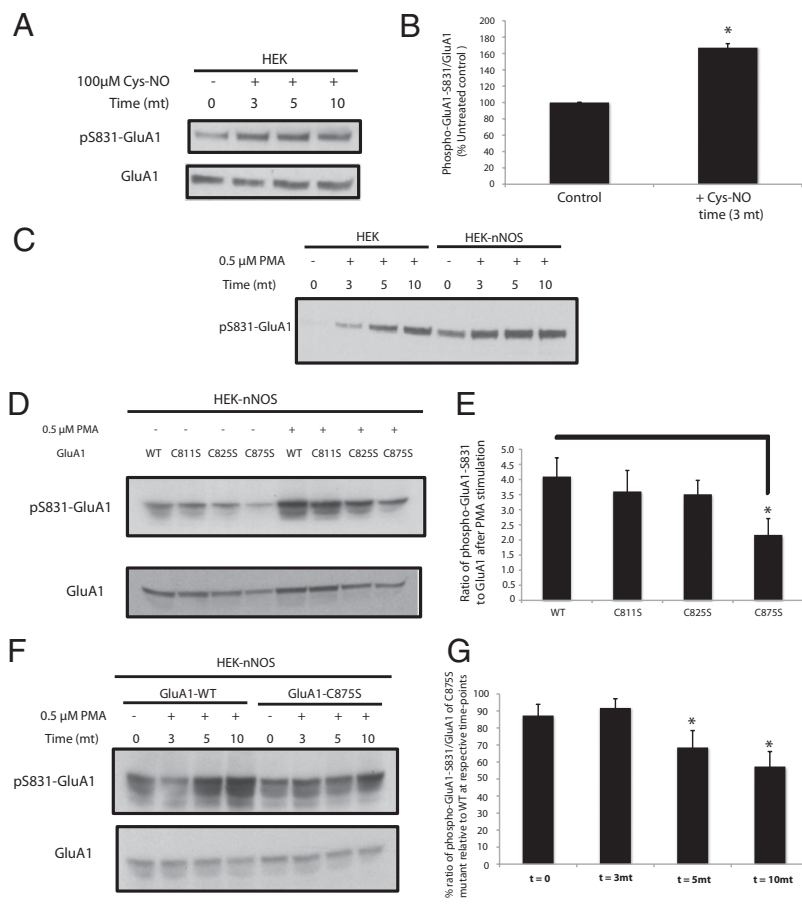 A
HEK
100μM Cys-NO - + + +
Time (mt) 0 3 5 10
pS831-GluA1
GluA1
B
Phospho-GluA1-S831/GluA1
(% Untreated control )
200
180
160
140
120
100
80
60
40
20
0
*
Control
+ Cys-NO
time (3 mt)
C
HEK HEK-nNOS
0.5 μM PMA - + + + - + + +
Time (mt) 0 3 5 10 0 3 5 10
pS831-GluA1
D
HEK-nNOS
0.5 μM PMA - - - - + + + +
GluA1 WT C811S C825S C875S WT C811S C825S C875S
pS831-GluA1
GluA1
E
Ratio of phospho-GluA1-S831
to GluA1 after PMA stimulation
5.0
4.5
4.0
3.5
3.0
2.5
2.0
1.5
1.0
0.5
0.0
*
WT C811S C825S C875S
F
HEK-nNOS
GluA1-WT GluA1-C875S
0.5 μM PMA - + + + - + + +
Time (mt) 0 3 5 10 0 3 5 10
pS831-GluA1
GluA1
G
% ratio of phospho-GluA1-S831/GluA1 of C875S
mutant relative to WT at respective time-points
100
90
80
70
60
50
40
30
20
10
0
* *
t = 0 t = 3mt t = 5mt t = 10mt